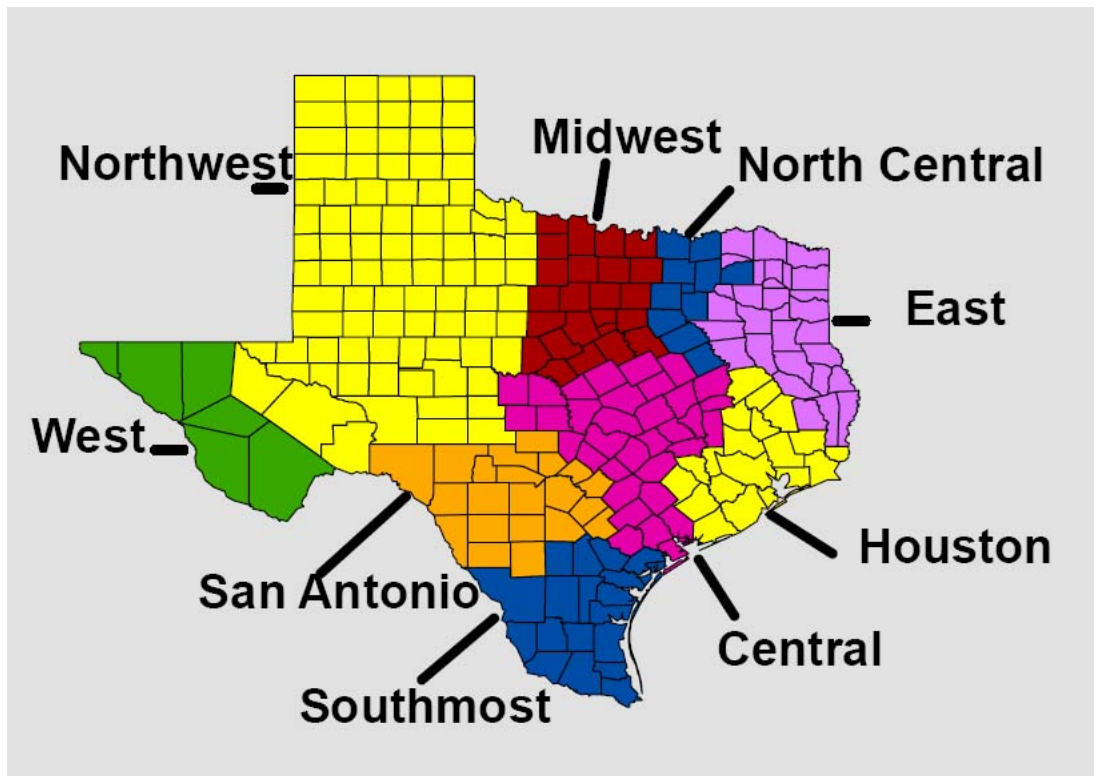 Midwest
Northwest
North Central
East
West
Houston
San Antonio
Central
Southmost